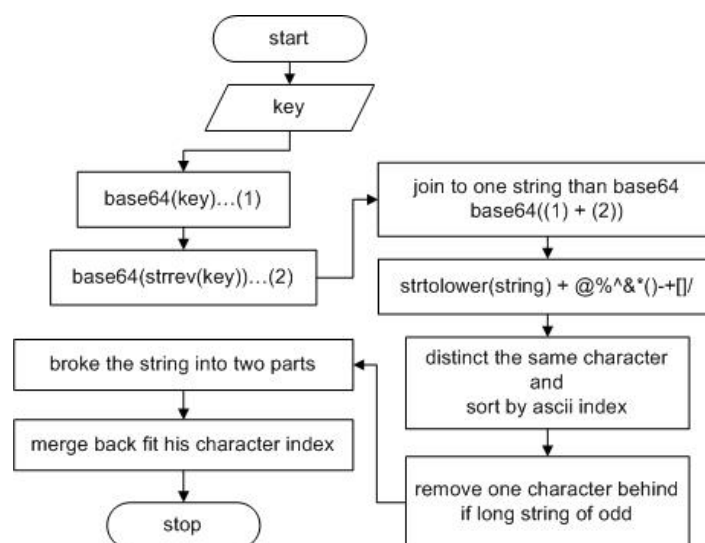 start
key
base64(key)...(1)
base64(strrev(key))...(2)
join to one string than base64
base64((1) + (2))
strtolower(string) + @%^&*()-+[]/
distinct the same character
and
sort by ascii index
remove one character behind
if long string of odd
broke the string into two parts
merge back fit his character index
stop